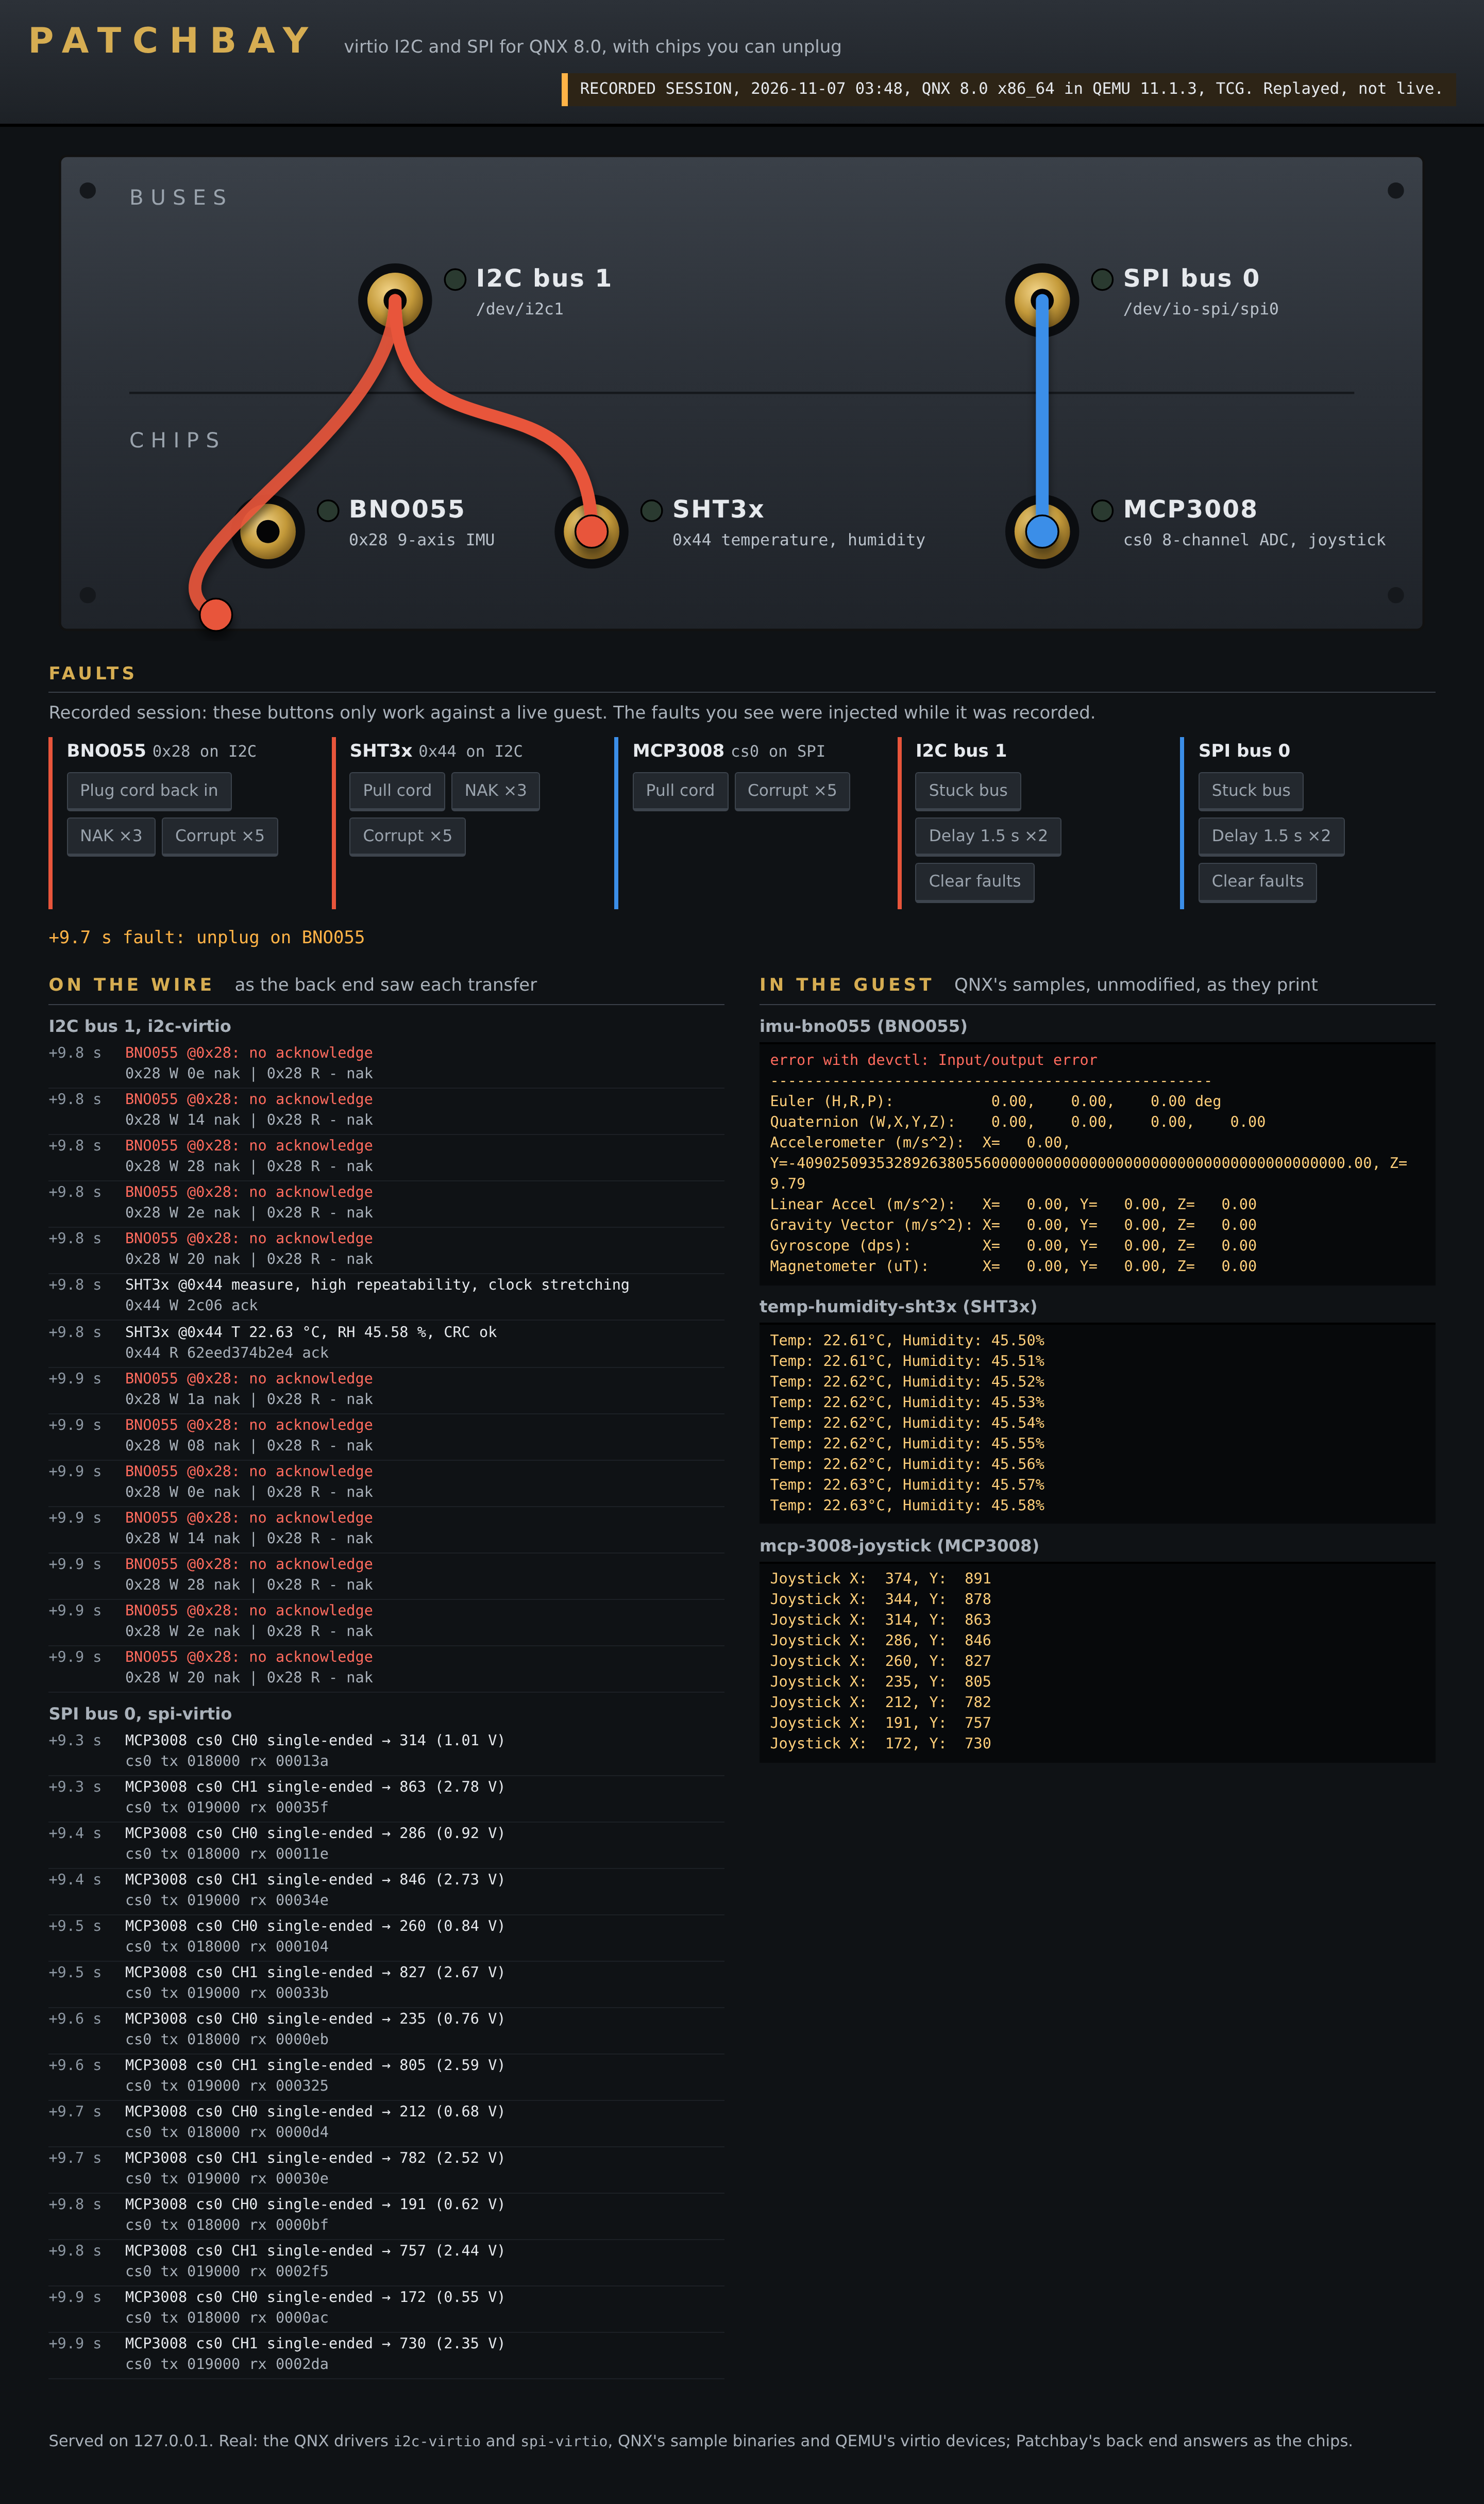 PATCHBAY virtio I2C and SPI for QNX 8.0, with chips you can unplug
RECORDED SESSION, 2026-11-07 03:48, QNX 8.0 x86_64 in QEMU 11.1.3, TCG. Replayed, not live.
BUSES
I2C bus 1
/dev/i2c1
SPI bus 0
/dev/io-spi/spi0
CHIPS
BNO055
0x28 9-axis IMU
SHT3x
0x44 temperature, humidity
MCP3008
cs0 8-channel ADC, joystick
FAULTS
Recorded session: these buttons only work against a live guest. The faults you see were injected while it was recorded.
BNO055 0x28 on I2C
Plug cord back in
NAK ×3 Corrupt ×5
SHT3x 0x44 on I2C
Pull cord NAK ×3
Corrupt ×5
MCP3008 cs0 on SPI
Pull cord Corrupt ×5
I2C bus 1
Stuck bus
Delay 1.5 s ×2
Clear faults
SPI bus 0
Stuck bus
Delay 1.5 s ×2
Clear faults
+9.7 s fault: unplug on BNO055
ON THE WIRE as the back end saw each transfer
I2C bus 1, i2c-virtio
+9.8 s BNO055 @0x28: no acknowledge
0x28 W 0e nak | 0x28 R - nak
+9.8 s BNO055 @0x28: no acknowledge
0x28 W 14 nak | 0x28 R - nak
+9.8 s BNO055 @0x28: no acknowledge
0x28 W 28 nak | 0x28 R - nak
+9.8 s BNO055 @0x28: no acknowledge
0x28 W 2e nak | 0x28 R - nak
+9.8 s BNO055 @0x28: no acknowledge
0x28 W 20 nak | 0x28 R - nak
+9.8 s SHT3x @0x44 measure, high repeatability, clock stretching
0x44 W 2c06 ack
+9.8 s SHT3x @0x44 T 22.63 °C, RH 45.58 %, CRC ok
0x44 R 62eed374b2e4 ack
+9.9 s BNO055 @0x28: no acknowledge
0x28 W 1a nak | 0x28 R - nak
+9.9 s BNO055 @0x28: no acknowledge
0x28 W 08 nak | 0x28 R - nak
+9.9 s BNO055 @0x28: no acknowledge
0x28 W 0e nak | 0x28 R - nak
+9.9 s BNO055 @0x28: no acknowledge
0x28 W 14 nak | 0x28 R - nak
+9.9 s BNO055 @0x28: no acknowledge
0x28 W 28 nak | 0x28 R - nak
+9.9 s BNO055 @0x28: no acknowledge
0x28 W 2e nak | 0x28 R - nak
+9.9 s BNO055 @0x28: no acknowledge
0x28 W 20 nak | 0x28 R - nak
SPI bus 0, spi-virtio
+9.3 s MCP3008 cs0 CH0 single-ended → 314 (1.01 V)
cs0 tx 018000 rx 00013a
+9.3 s MCP3008 cs0 CH1 single-ended → 863 (2.78 V)
cs0 tx 019000 rx 00035f
+9.4 s MCP3008 cs0 CH0 single-ended → 286 (0.92 V)
cs0 tx 018000 rx 00011e
+9.4 s MCP3008 cs0 CH1 single-ended → 846 (2.73 V)
cs0 tx 019000 rx 00034e
+9.5 s MCP3008 cs0 CH0 single-ended → 260 (0.84 V)
cs0 tx 018000 rx 000104
+9.5 s MCP3008 cs0 CH1 single-ended → 827 (2.67 V)
cs0 tx 019000 rx 00033b
+9.6 s MCP3008 cs0 CH0 single-ended → 235 (0.76 V)
cs0 tx 018000 rx 0000eb
+9.6 s MCP3008 cs0 CH1 single-ended → 805 (2.59 V)
cs0 tx 019000 rx 000325
+9.7 s MCP3008 cs0 CH0 single-ended → 212 (0.68 V)
cs0 tx 018000 rx 0000d4
+9.7 s MCP3008 cs0 CH1 single-ended → 782 (2.52 V)
cs0 tx 019000 rx 00030e
+9.8 s MCP3008 cs0 CH0 single-ended → 191 (0.62 V)
cs0 tx 018000 rx 0000bf
+9.8 s MCP3008 cs0 CH1 single-ended → 757 (2.44 V)
cs0 tx 019000 rx 0002f5
+9.9 s MCP3008 cs0 CH0 single-ended → 172 (0.55 V)
cs0 tx 018000 rx 0000ac
+9.9 s MCP3008 cs0 CH1 single-ended → 730 (2.35 V)
cs0 tx 019000 rx 0002da
IN THE GUEST QNX's samples, unmodified, as they print
imu-bno055 (BNO055)
error with devctl: Input/output error
--------------------------------------------------
Euler (H,R,P): 0.00, 0.00, 0.00 deg
Quaternion (W,X,Y,Z): 0.00, 0.00, 0.00, 0.00
Accelerometer (m/s^2): X= 0.00,
Y=-40902509353289263805560000000000000000000000000000000000000000.00, Z=
9.79
Linear Accel (m/s^2): X= 0.00, Y= 0.00, Z= 0.00
Gravity Vector (m/s^2): X= 0.00, Y= 0.00, Z= 0.00
Gyroscope (dps): X= 0.00, Y= 0.00, Z= 0.00
Magnetometer (uT): X= 0.00, Y= 0.00, Z= 0.00
temp-humidity-sht3x (SHT3x)
Temp: 22.61°C, Humidity: 45.50%
Temp: 22.61°C, Humidity: 45.51%
Temp: 22.62°C, Humidity: 45.52%
Temp: 22.62°C, Humidity: 45.53%
Temp: 22.62°C, Humidity: 45.54%
Temp: 22.62°C, Humidity: 45.55%
Temp: 22.62°C, Humidity: 45.56%
Temp: 22.63°C, Humidity: 45.57%
Temp: 22.63°C, Humidity: 45.58%
mcp-3008-joystick (MCP3008)
Joystick X: 374, Y: 891
Joystick X: 344, Y: 878
Joystick X: 314, Y: 863
Joystick X: 286, Y: 846
Joystick X: 260, Y: 827
Joystick X: 235, Y: 805
Joystick X: 212, Y: 782
Joystick X: 191, Y: 757
Joystick X: 172, Y: 730
Served on 127.0.0.1. Real: the QNX drivers i2c-virtio and spi-virtio, QNX's sample binaries and QEMU's virtio devices; Patchbay's back end answers as the chips.